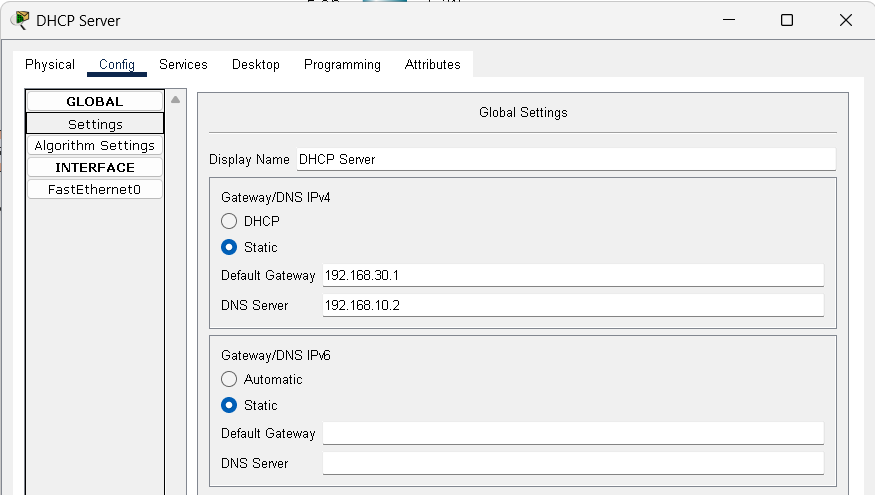 DHCP Server
Physical Config Services Desktop Programming Attributes
GLOBAL
Settings
Algorithm Settings
INTERFACE
FastEthernet0
Global Settings
Display Name DHCP Server
Gateway/DNS IPv4
DHCP
Static
Default Gateway 192.168.30.1
DNS Server 192.168.10.2
Gateway/DNS IPv6
Automatic
Static
Default Gateway
DNS Server